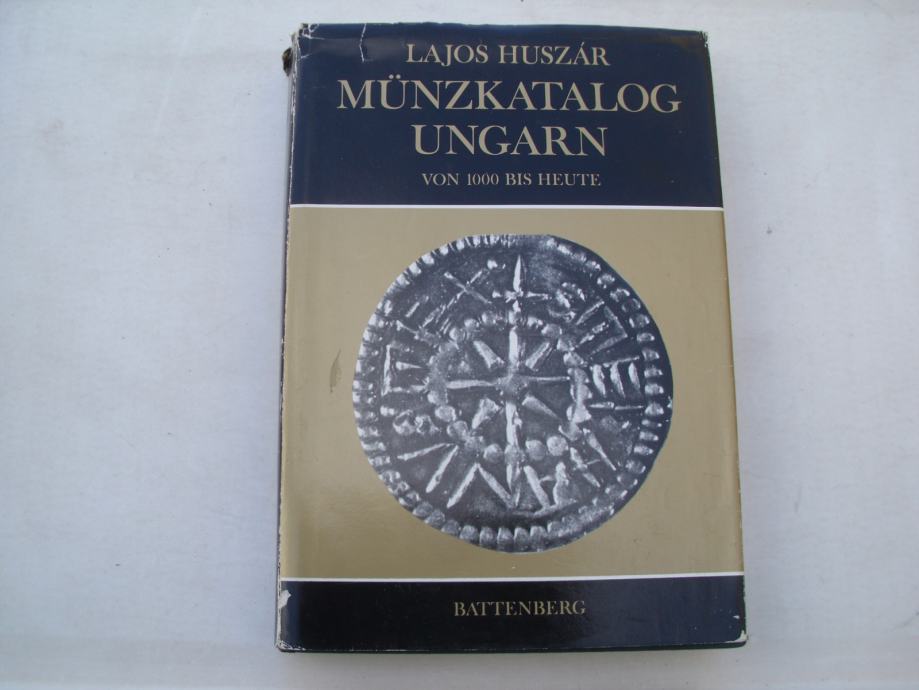 LAJOS HUSZÁR
MÜNZKATALOG
UNGARN
VON 1000 BIS HEUTE
BATTENBERG